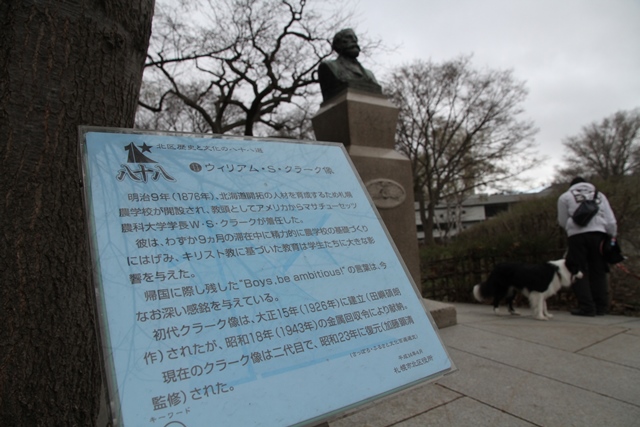 北区歴史と文化の八十八選
八十八
ウィリアム・S・クラーク像
明治9年(1876年)、北海道開拓の人材を育成するため札幌
農学校が開設され、教頭としてアメリカからマサチューセッツ
農科大学学長W・S・クラークが着任した。
彼は、わずか9ヵ月の滞在中に精力的に農学校の基礎づくり
にはげみ、キリスト教に基づいた教育は学生たちに大きな影
響を与えた。
帰国に際し残した"Boys, be ambitious!"の言葉は、今
なお深い感銘を与えている。
初代クラーク像は、大正15年(1926年)に建立(田嶼碩朗
作)されたが、昭和18年(1943年)の金属回収令により献納。
現在のクラーク像は二代目で、昭和23年に復元(加藤顕清
監修)された。
札幌市北区役所
キーワード